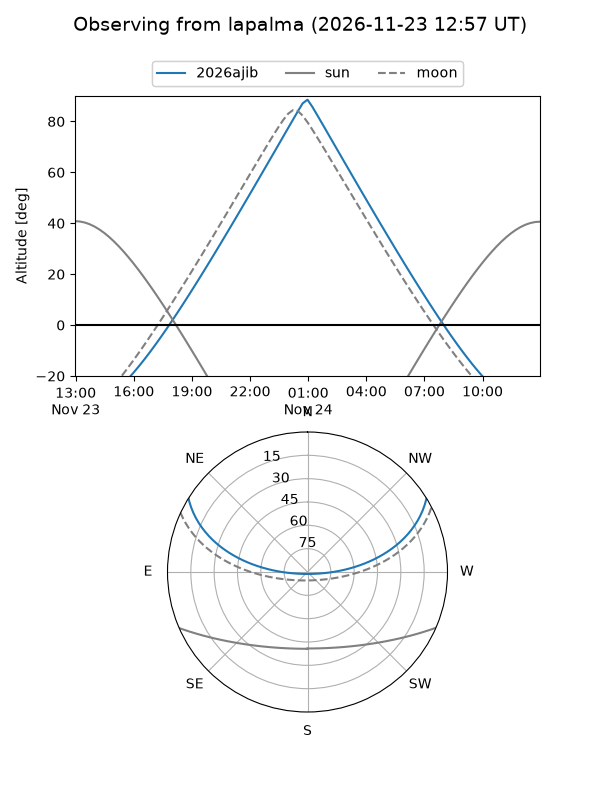 Observing from lapalma (2026-11-23 12:57 UT)
2026ajib sun moon
80
60
40
20
0
−20
Altitude [deg]
13:00 16:00 19:00 22:00 01:00 04:00 07:00 10:00
Nov 23 Nov 24
N
NE NW
15
30
45
60
75
E W
SE SW
S